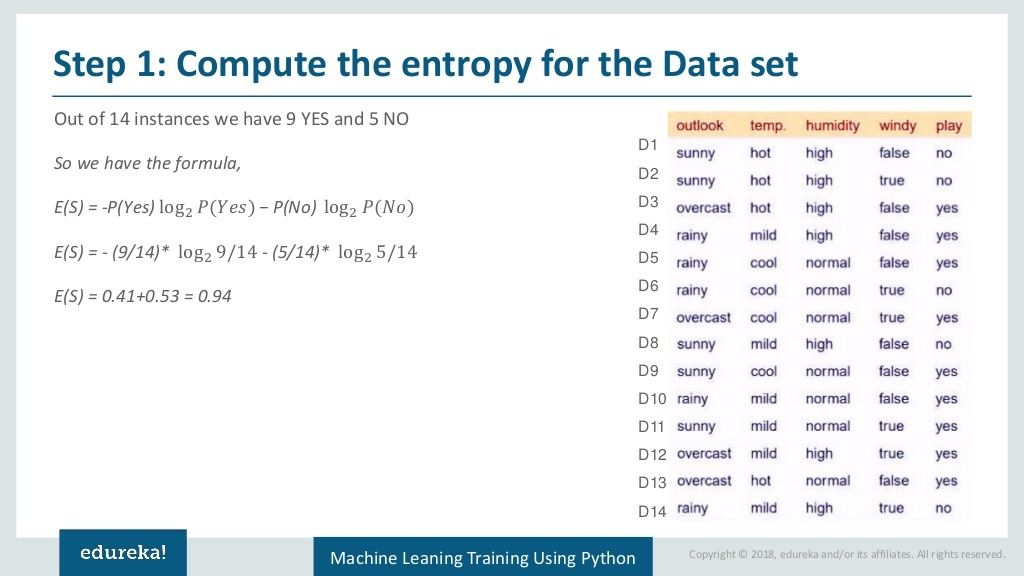 Step 1: Compute the entropy for the Data set
Out of 14 instances we have 9 YES and 5 NO
So we have the formula,
E(S) = -P(Yes) log₂ P(Yes) – P(No) log₂ P(No)
E(S) = - (9/14)* log₂ 9/14 - (5/14)* log₂ 5/14
E(S) = 0.41+0.53 = 0.94
outlook temp. humidity windy play
D1 sunny hot high false no
D2 sunny hot high true no
D3 overcast hot high false yes
D4 rainy mild high false yes
D5 rainy cool normal false yes
D6 rainy cool normal true no
D7 overcast cool normal true yes
D8 sunny mild high false no
D9 sunny cool normal false yes
D10 rainy mild normal false yes
D11 sunny mild normal true yes
D12 overcast mild high true yes
D13 overcast hot normal false yes
D14 rainy mild high true no
edureka!
Machine Leaning Training Using Python
Copyright © 2018, edureka and/or its affiliates. All rights reserved.